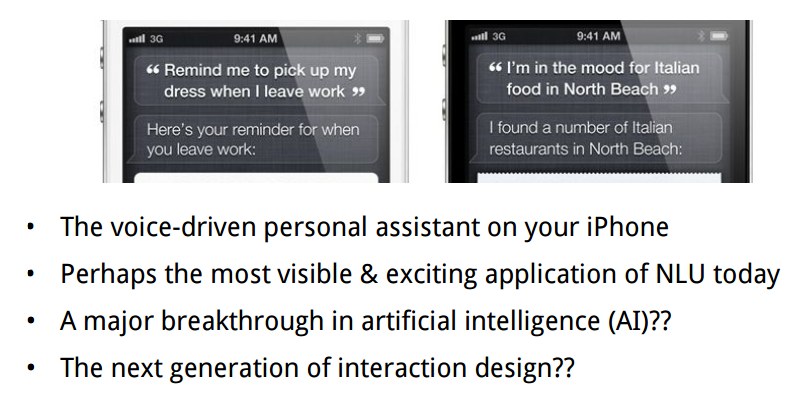 3G 9:41 AM
❝ Remind me to pick up my
dress when I leave work ❞
Here's your reminder for when
you leave work:
3G 9:41 AM
❝ I'm in the mood for Italian
food in North Beach ❞
I found a number of Italian
restaurants in North Beach:
• The voice-driven personal assistant on your iPhone
• Perhaps the most visible & exciting application of NLU today
• A major breakthrough in artificial intelligence (AI)??
• The next generation of interaction design??